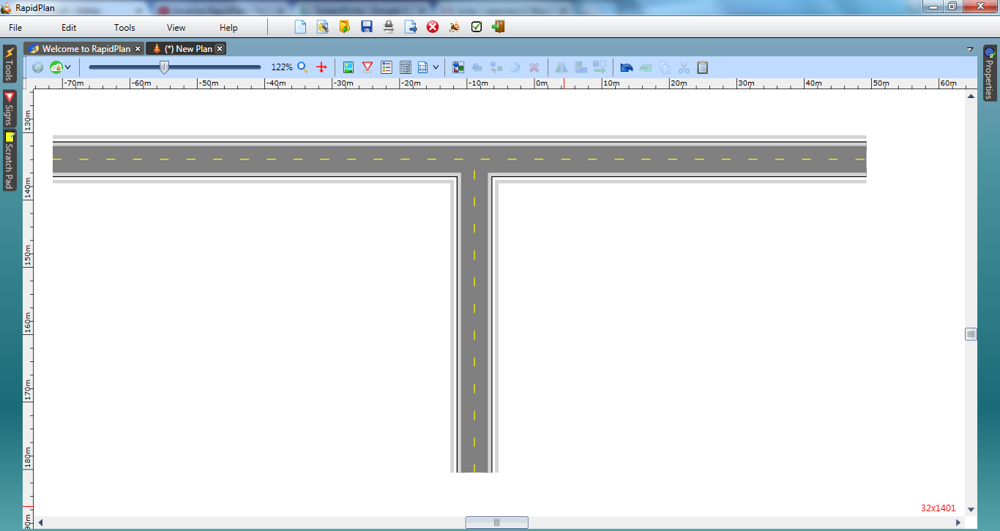 RapidPlan
File Edit Tools View Help
Welcome to RapidPlan (*) New Plan
122%
-70m -60m -50m -40m -30m -20m -10m 0m 10m 20m 30m 40m 50m 60m
Tools
Signs
Scratch Pad
Properties
130m
140m
150m
160m
170m
180m
32x1401